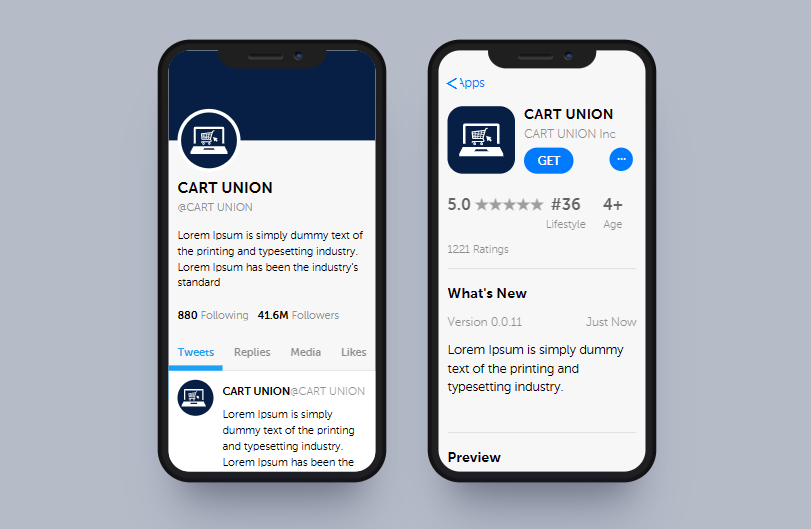 CART UNION
@CART UNION
Lorem Ipsum is simply dummy text of
the printing and typesetting industry.
Lorem Ipsum has been the industry's
standard
880 Following 41.6M Followers
Tweets Replies Media Likes
CART UNION@CART UNION
Lorem Ipsum is simply
dummy text of the printing
and typesetting industry.
Lorem Ipsum has been the
Apps
CART UNION
CART UNION Inc
GET
5.0 ★★★★★ #36 4+
Lifestyle Age
1221 Ratings
What's New
Version 0.0.11 Just Now
Lorem Ipsum is simply dummy
text of the printing and
typesetting industry.
Preview